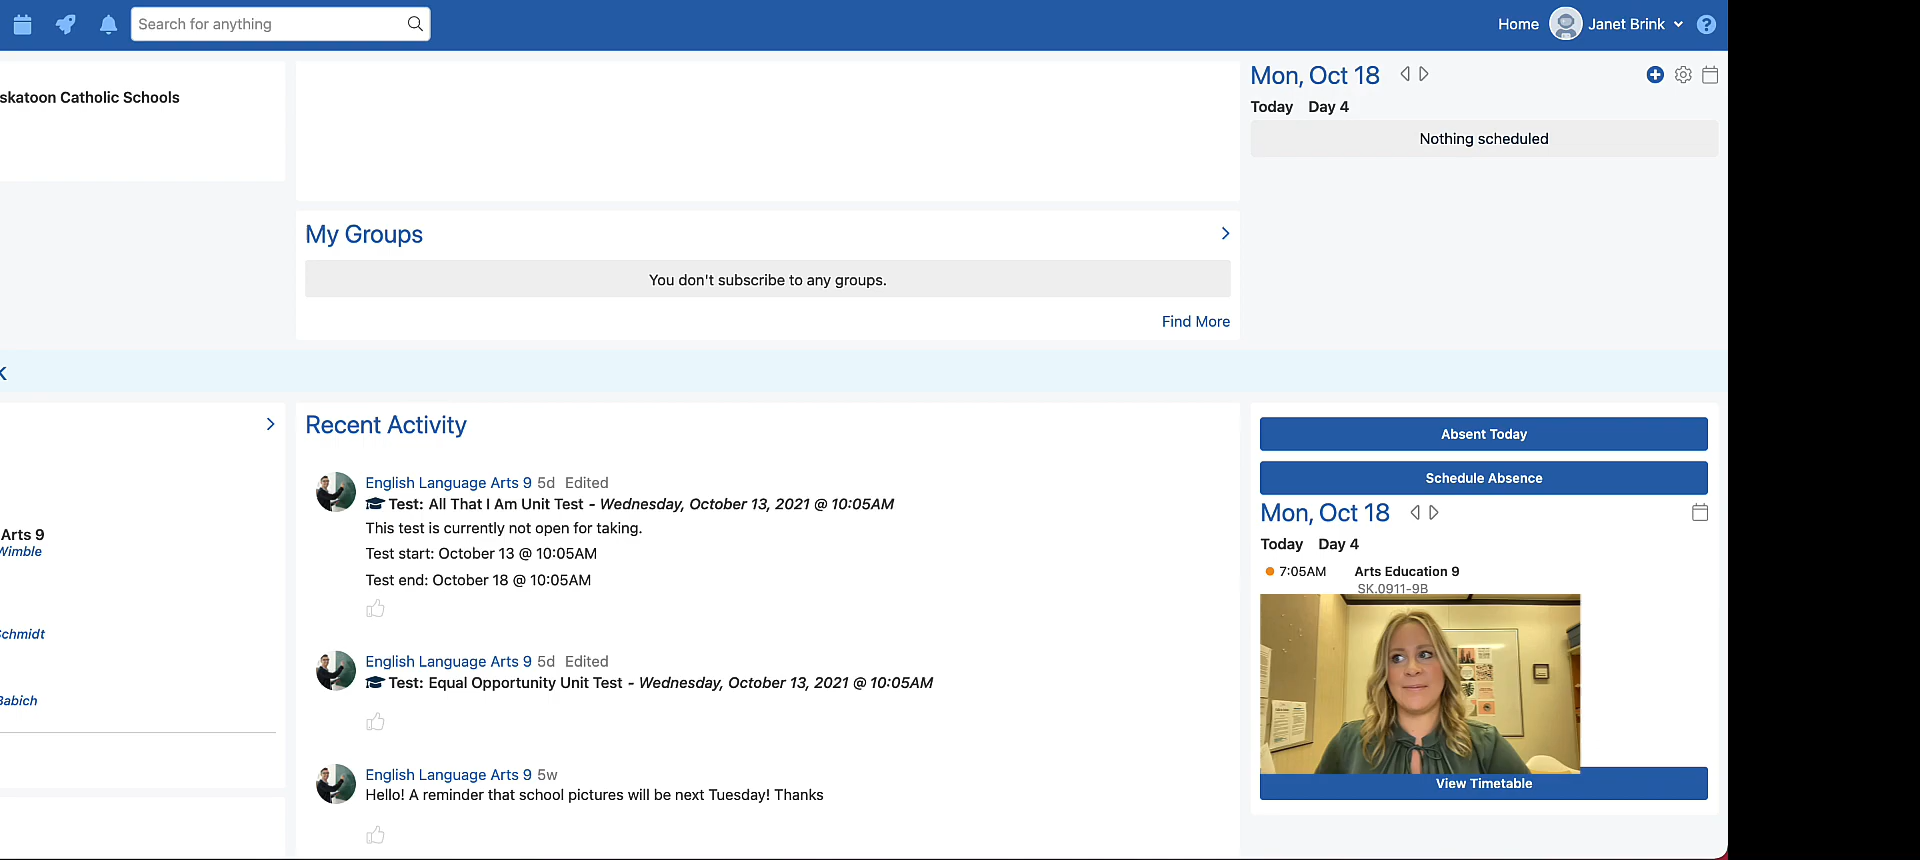 Search for anything
Home
Janet Brink
?
skatoon Catholic Schools
Mon, Oct 18
Today Day 4
Nothing scheduled
My Groups
You don't subscribe to any groups.
Find More
K
Recent Activity
English Language Arts 9 5d Edited
Test: All That I Am Unit Test - Wednesday, October 13, 2021 @ 10:05AM
This test is currently not open for taking.
Test start: October 13 @ 10:05AM
Test end: October 18 @ 10:05AM
Arts 9
Wimble
Schmidt
Babich
English Language Arts 9 5d Edited
Test: Equal Opportunity Unit Test - Wednesday, October 13, 2021 @ 10:05AM
English Language Arts 9 5w
Hello! A reminder that school pictures will be next Tuesday! Thanks
Absent Today
Schedule Absence
Mon, Oct 18
Today Day 4
7:05AM Arts Education 9
SK.0911-9B
View Timetable